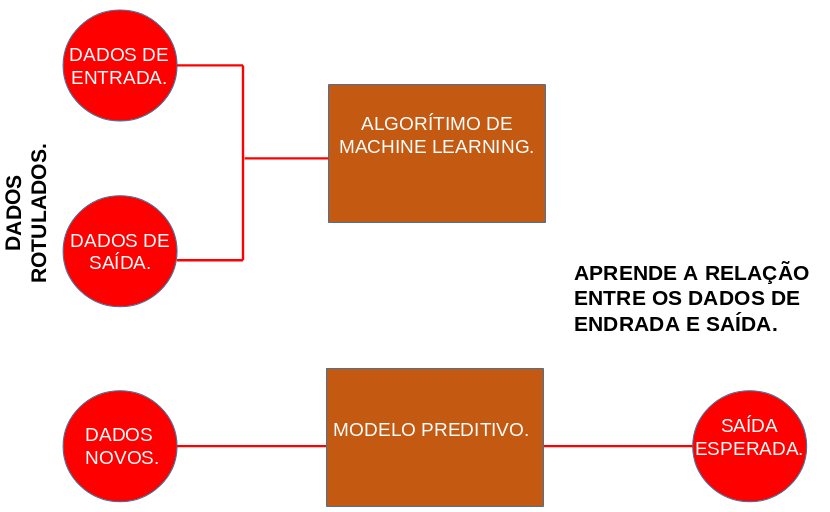 DADOS DE
ENTRADA.
ALGORÍTIMO DE
MACHINE LEARNING.
DADOS
ROTULADOS.
DADOS DE
SAÍDA.
APRENDE A RELAÇÃO
ENTRE OS DADOS DE
ENDRADA E SAÍDA.
DADOS
NOVOS.
MODELO PREDITIVO.
SAÍDA
ESPERADA.